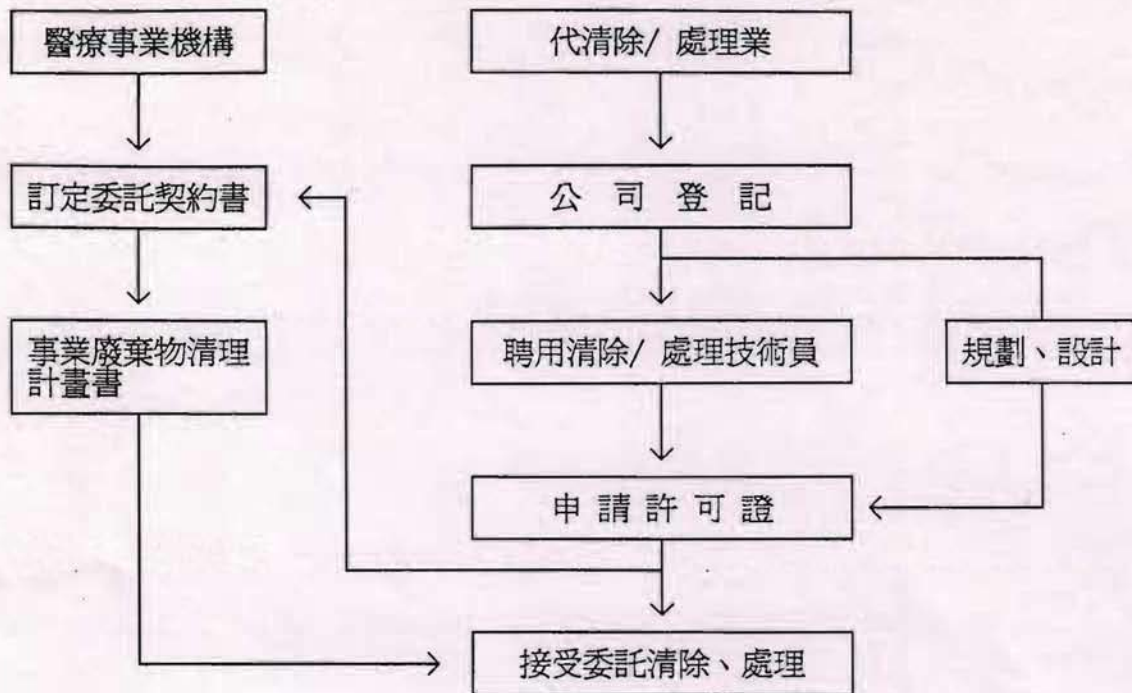 醫療事業機構
代清除/ 處理業
訂定委託契約書
公司登記
事業廢棄物清理
計畫書
聘用清除/ 處理技術員
規劃、設計
申請許可證
接受委託清除、處理